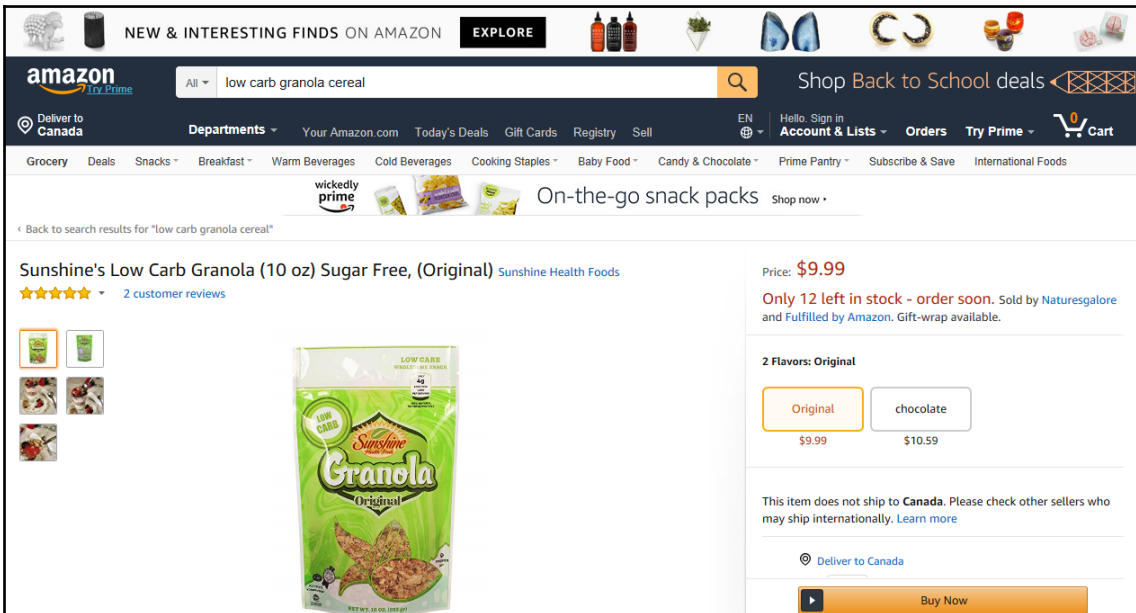 NEW & INTERESTING FINDS ON AMAZON EXPLORE
amazon
Try Prime
All
low carb granola cereal
Shop Back to School deals
Deliver to
Canada
Departments
Your Amazon.com Today's Deals Gift Cards Registry Sell
EN
Hello. Sign in
Account & Lists
Orders
Try Prime
0
Cart
Grocery Deals Snacks Breakfast Warm Beverages Cold Beverages Cooking Staples Baby Food Candy & Chocolate Prime Pantry Subscribe & Save International Foods
wickedly
prime
On-the-go snack packs Shop now ›
‹ Back to search results for "low carb granola cereal"
Sunshine's Low Carb Granola (10 oz) Sugar Free, (Original) Sunshine Health Foods
2 customer reviews
LOW CARB
4g
LOW
CARB
Sunshine
Granola
Original
NET WT. 10 OZ.
Price: $9.99
Only 12 left in stock - order soon. Sold by Naturesgalore
and Fulfilled by Amazon. Gift-wrap available.
2 Flavors: Original
Original chocolate
$9.99 $10.59
This item does not ship to Canada. Please check other sellers who
may ship internationally. Learn more
Deliver to Canada
Buy Now